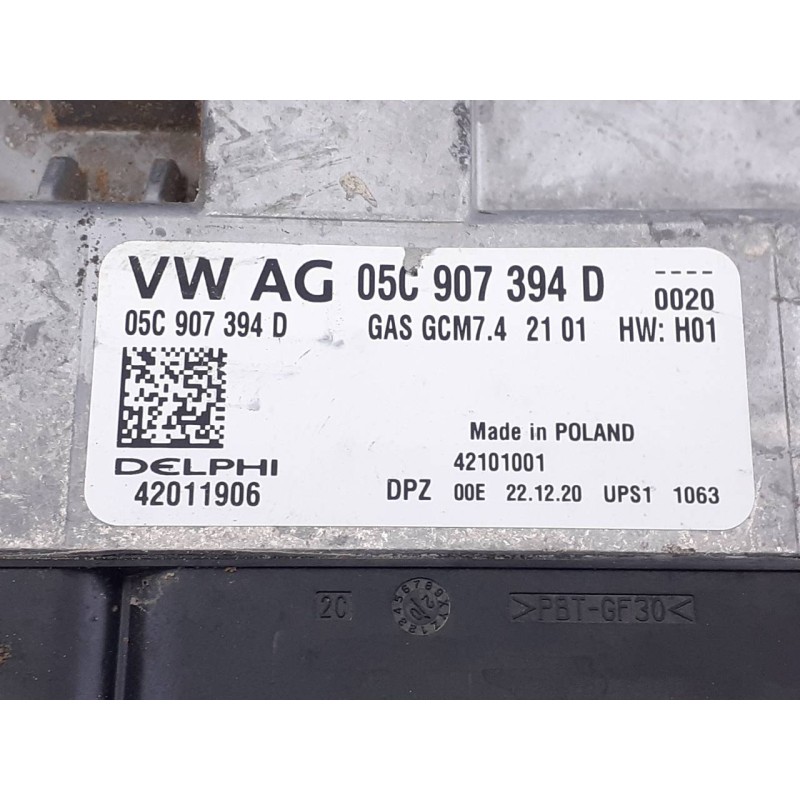 VW AG 05C 907 394 D ----
0020
05C 907 394 D GAS GCM7.4 21 01 HW: H01
Made in POLAND
DELPHI 42101001
42011906 DPZ 00E 22.12.20 UPS1 1063
2C >PBT-GF30<